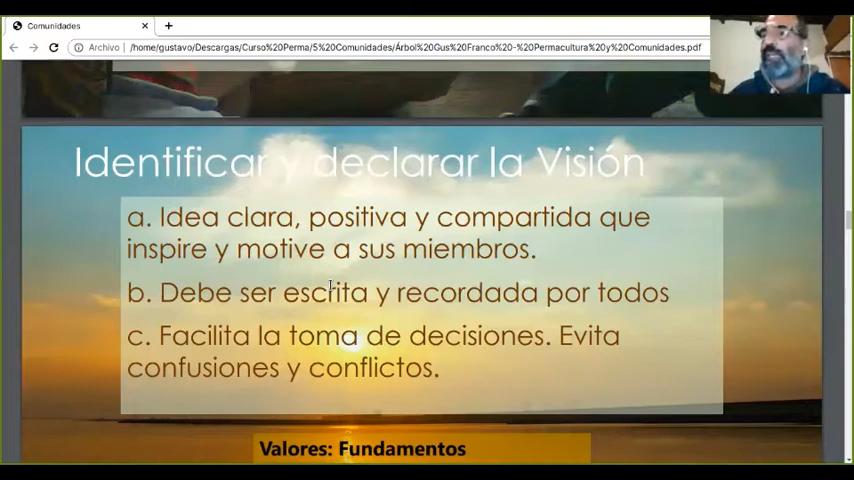 Comunidades
Archivo
/home/gustavo/Descargas/Curso%20Perma/5%20Comunidades/Árbol%20Gus%20Franco%20-%20Permacultura%20y%20Comunidades.pdf
Identificar y declarar la Visión
a. Idea clara, positiva y compartida que
inspire y motive a sus miembros.
b. Debe ser escrita y recordada por todos
c. Facilita la toma de decisiones. Evita
confusiones y conflictos.
Valores: Fundamentos